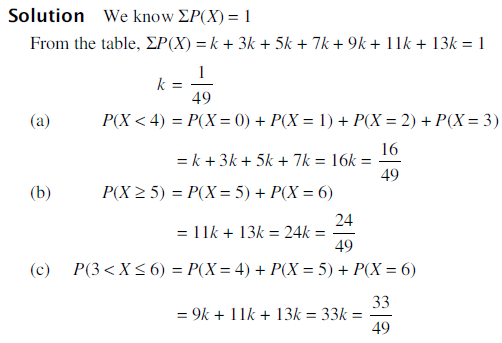 Solution We know ΣP(X) = 1
From the table, ΣP(X) = k + 3k + 5k + 7k + 9k + 11k + 13k = 1
k = 1/49
(a) P(X < 4) = P(X = 0) + P(X = 1) + P(X = 2) + P(X = 3)
= k + 3k + 5k + 7k = 16k = 16/49
(b) P(X ≥ 5) = P(X = 5) + P(X = 6)
= 11k + 13k = 24k = 24/49
(c) P(3 < X ≤ 6) = P(X = 4) + P(X = 5) + P(X = 6)
= 9k + 11k + 13k = 33k = 33/49